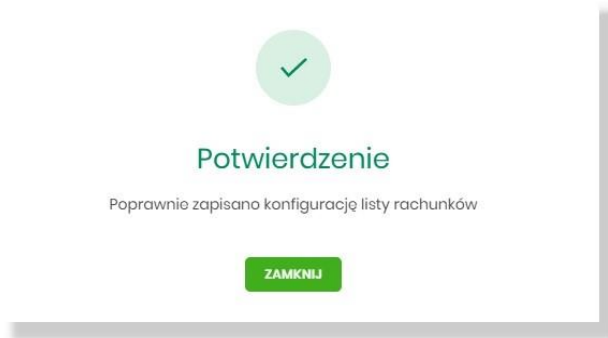 Potwierdzenie
Poprawnie zapisano konfigurację listy rachunków
ZAMKNIJ